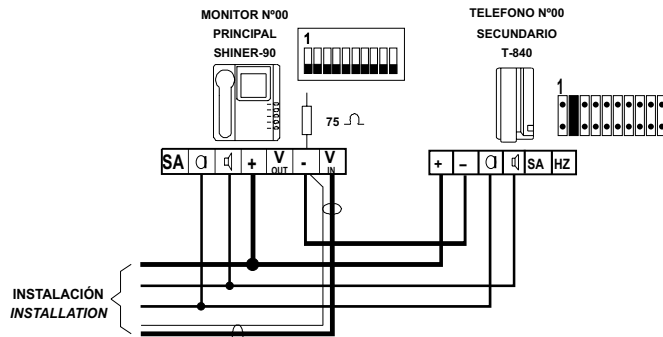 MONITOR Nº00
PRINCIPAL
SHINER-90
1
TELEFONO Nº00
SECUNDARIO
T-840
1
75 Ω
SA + V OUT - V IN
+ – SA HZ
INSTALACIÓN
INSTALLATION